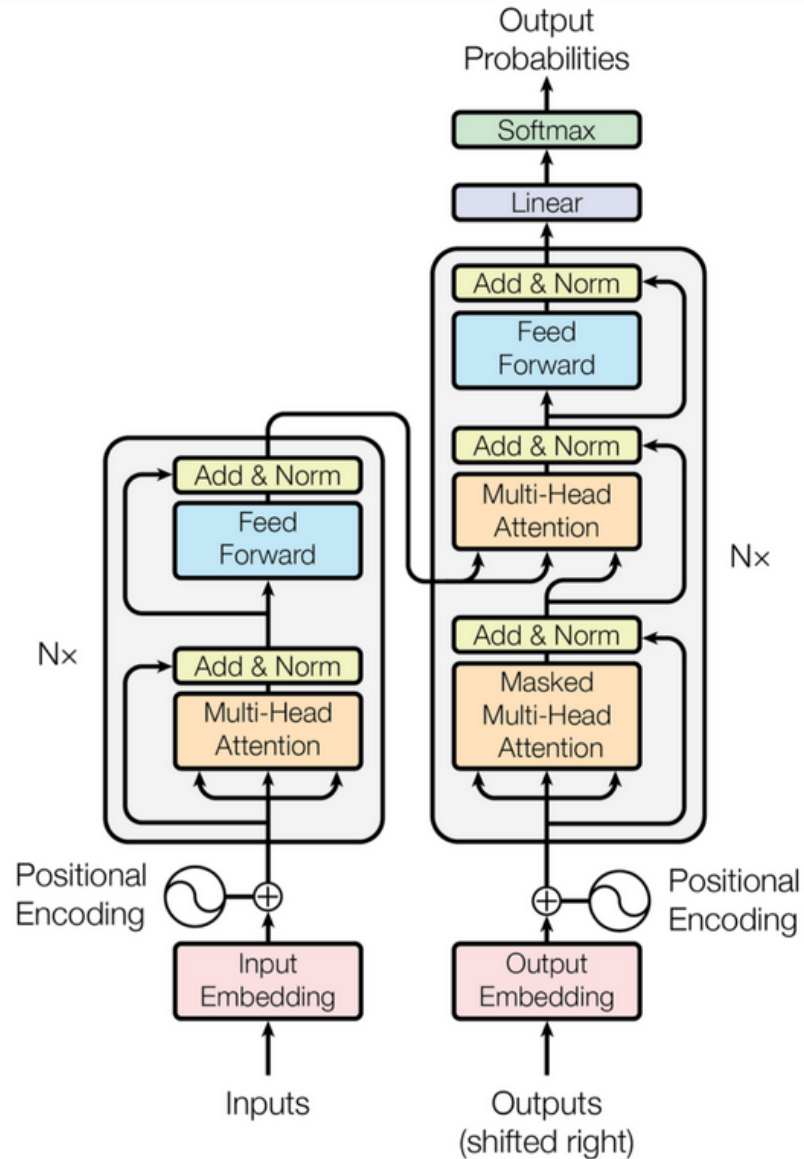 Output
Probabilities
Softmax
Linear
Add & Norm
Feed
Forward
Add & Norm
Multi-Head
Attention
Add & Norm
Masked
Multi-Head
Attention
Nx
Add & Norm
Feed
Forward
Add & Norm
Multi-Head
Attention
N×
Positional
Encoding
Positional
Encoding
Input
Embedding
Output
Embedding
Inputs
Outputs
(shifted right)